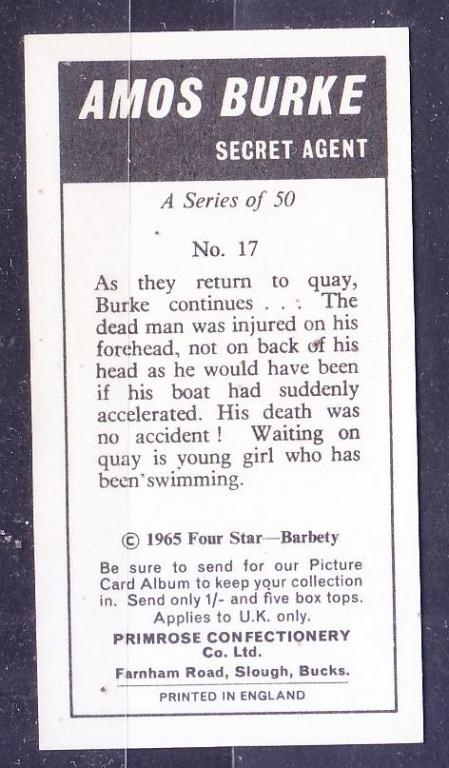 AMOS BURKE
SECRET AGENT
A Series of 50
No. 17
As they return to quay,
Burke continues . . . The
dead man was injured on his
forehead, not on back of his
head as he would have been
if his boat had suddenly
accelerated. His death was
no accident ! Waiting on
quay is young girl who has
been swimming.
© 1965 Four Star—Barbety
Be sure to send for our Picture
Card Album to keep your collection
in. Send only 1/- and five box tops.
Applies to U.K. only.
PRIMROSE CONFECTIONERY
Co. Ltd.
Farnham Road, Slough, Bucks.
PRINTED IN ENGLAND